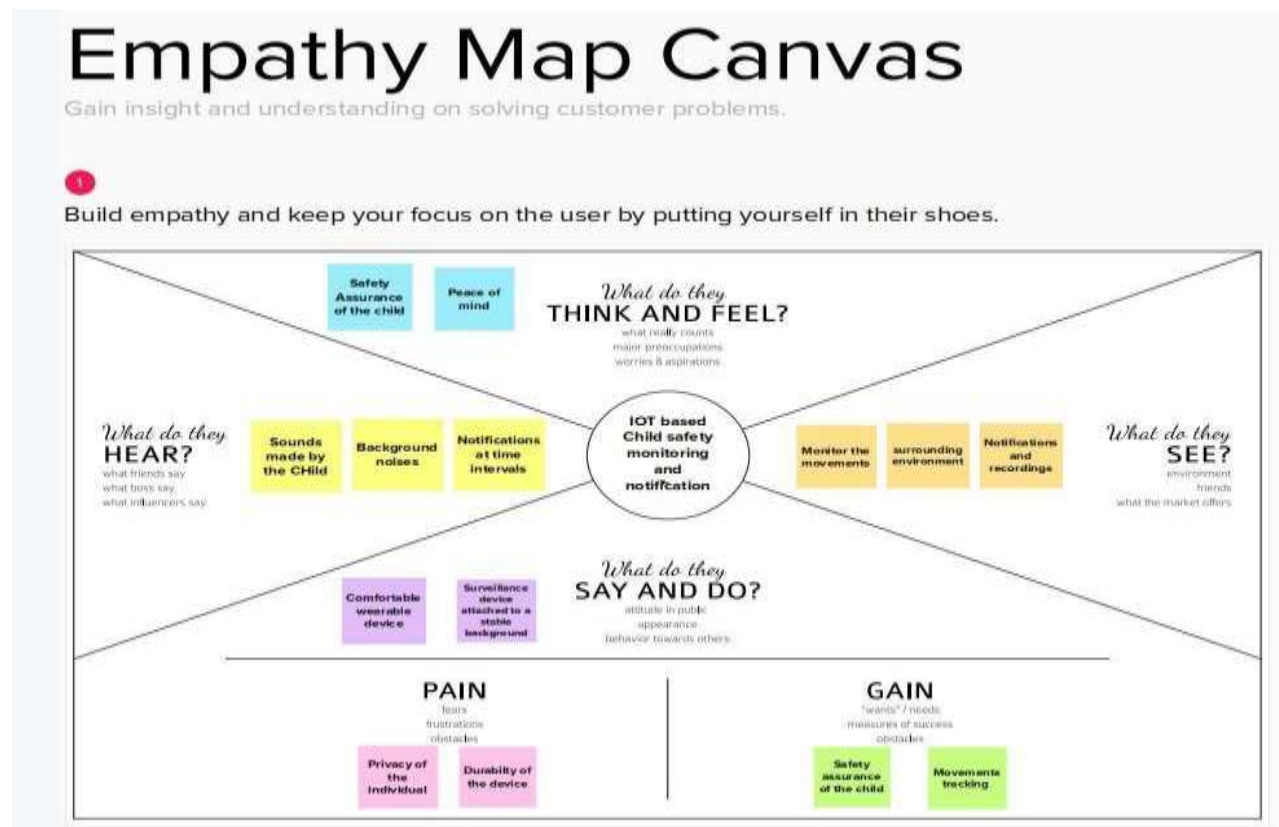 Empathy Map Canvas
Gain insight and understanding on solving customer problems.
1
Build empathy and keep your focus on the user by putting yourself in their shoes.
Safety
Assurance
of the child
Peace of
mind
What do they
THINK AND FEEL?
what really counts
major preoccupations
worries & aspirations
What do they
HEAR?
what friends say
what boss say
what influencers say
Sounds
made by
the CHild
Background
noises
Notifications
at time
intervals
IOT based
Child safety
monitoring
and
notification
Monitor the
movements
surrounding
environment
Notifications
and
recordings
What do they
SEE?
environment
friends
what the market offers
Comfortable
wearable
device
Surveillance
device
attached to a
stable
background
What do they
SAY AND DO?
attitude in public
appearance
behavior towards others
PAIN
fears
frustrations
obstacles
Privacy of
the
Individual
Durabilty of
the device
GAIN
"wants" / needs
measures of success
obstacles
Safety
assurance
of the child
Movements
tracking